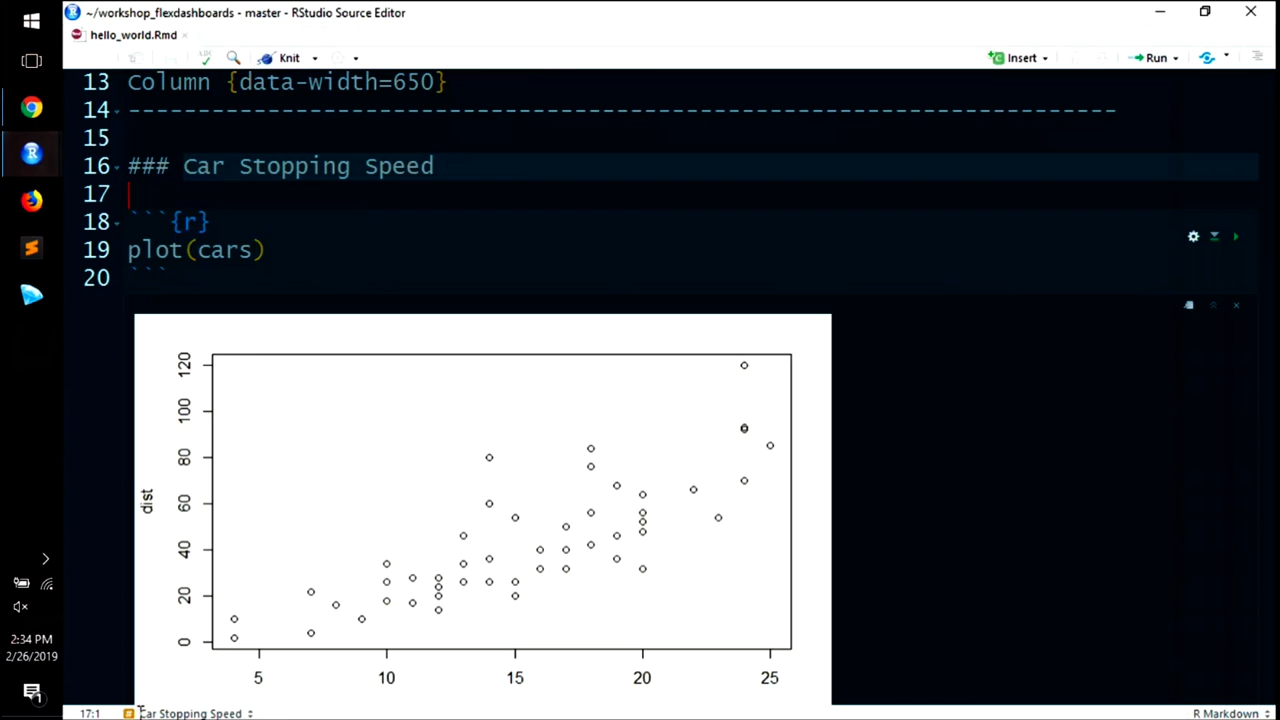 ~/workshop_flexdashboards - master - RStudio Source Editor
hello_world.Rmd
Knit
Insert
Run
13 Column {data-width=650}
14 -----------------------------------------------------------------------
15
16 ### Car Stopping Speed
17
18 ```{r}
19 plot(cars)
20 ```
120
100
80
60
40
20
0
dist
5 10 15 20 25
2:34 PM
2/26/2019
1
17:1 # Car Stopping Speed R Markdown